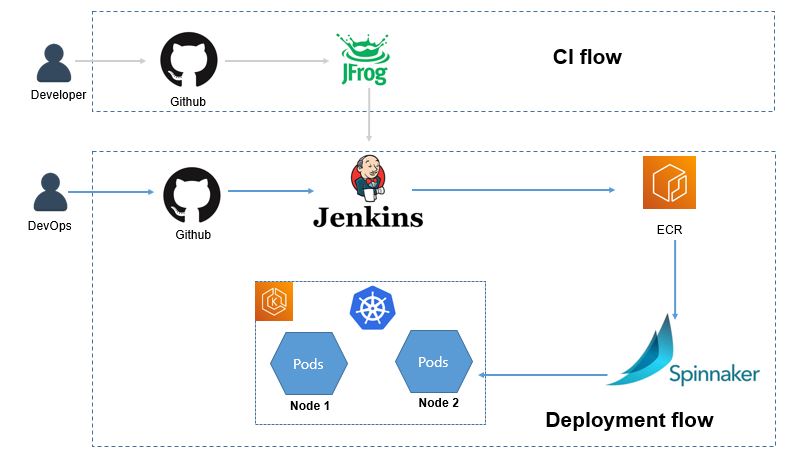 CI flow
JFrog
Developer
Github
Jenkins
DevOps
Github
ECR
K
Pods
Pods
Node 1
Node 2
Spinnaker
Deployment flow